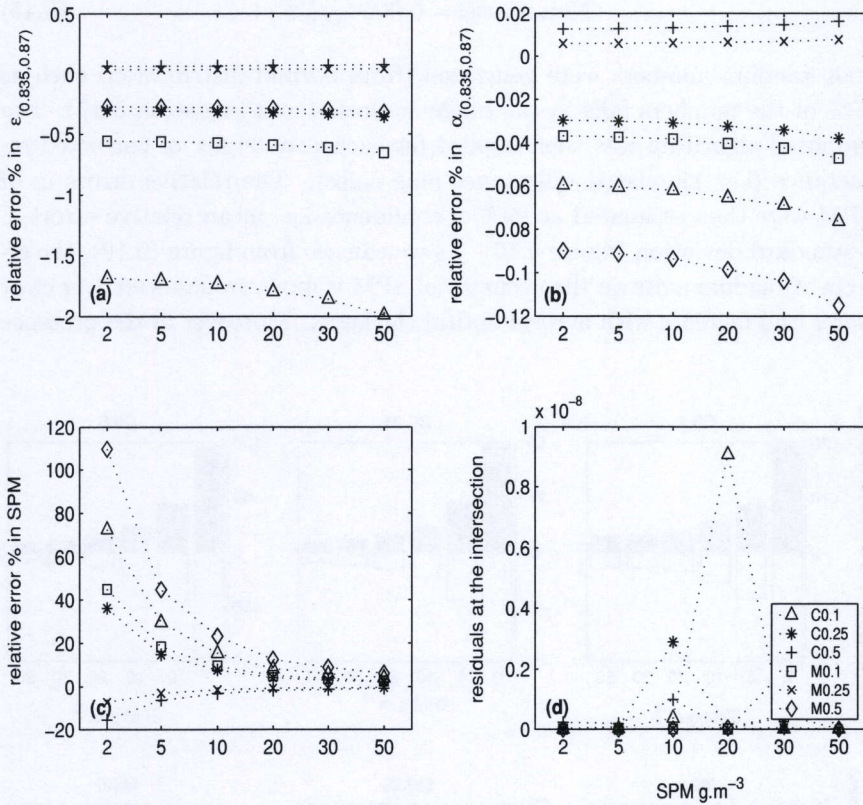 0.5
0
−0.5
−1
−1.5
−2
relative error % in ε(0.835,0.87)
(a)
2 5 10 20 30 50
0.02
0
−0.02
−0.04
−0.06
−0.08
−0.1
−0.12
relative error % in α(0.835,0.87)
(b)
2 5 10 20 30 50
120
100
80
60
40
20
0
−20
relative error % in SPM
(c)
2 5 10 20 30 50
x 10⁻⁸
1
0.8
0.6
0.4
0.2
0
residuals at the intersection
(d)
C0.1
C0.25
C0.5
M0.1
M0.25
M0.5
2 5 10 20 30 50
SPM g.m⁻³